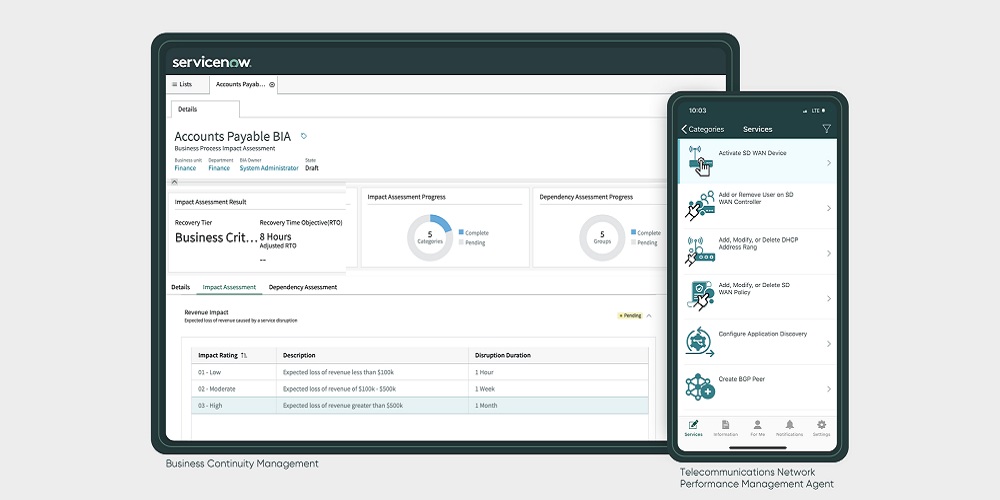 servicenow.
Lists
Accounts Payab...
Details
Accounts Payable BIA
Business Process Impact Assessment
Business unit
Department
BIA Owner
State
Finance
Finance
System Administrator
Draft
Impact Assessment Result
Recovery Tier
Recovery Time Objective(RTO)
Business Crit...
8 Hours
Adjusted RTO
--
Impact Assessment Progress
5
Categories
Complete
Pending
Dependency Assessment Progress
5
Groups
Complete
Pending
Details
Impact Assessment
Dependency Assessment
Revenue Impact
Expected loss of revenue caused by a service disruption
Pending
Impact Rating
Description
Disruption Duration
01 - Low
Expected loss of revenue less than $100k
1 Hour
02 - Moderate
Expected loss of revenue of $100k - $500k
1 Week
03 - High
Expected loss of revenue greater than $500k
1 Month
Business Continuity Management
10:03
LTE
Categories
Services
Activate SD WAN Device
Add or Remove User on SD
WAN Controller
Add, Modify, or Delete DHCP
Address Rang
Add, Modify, or Delete SD
WAN Policy
Configure Application Discovery
Create BGP Peer
Services
Information
For Me
Notifications
Settings
Telecommunications Network
Performance Management Agent